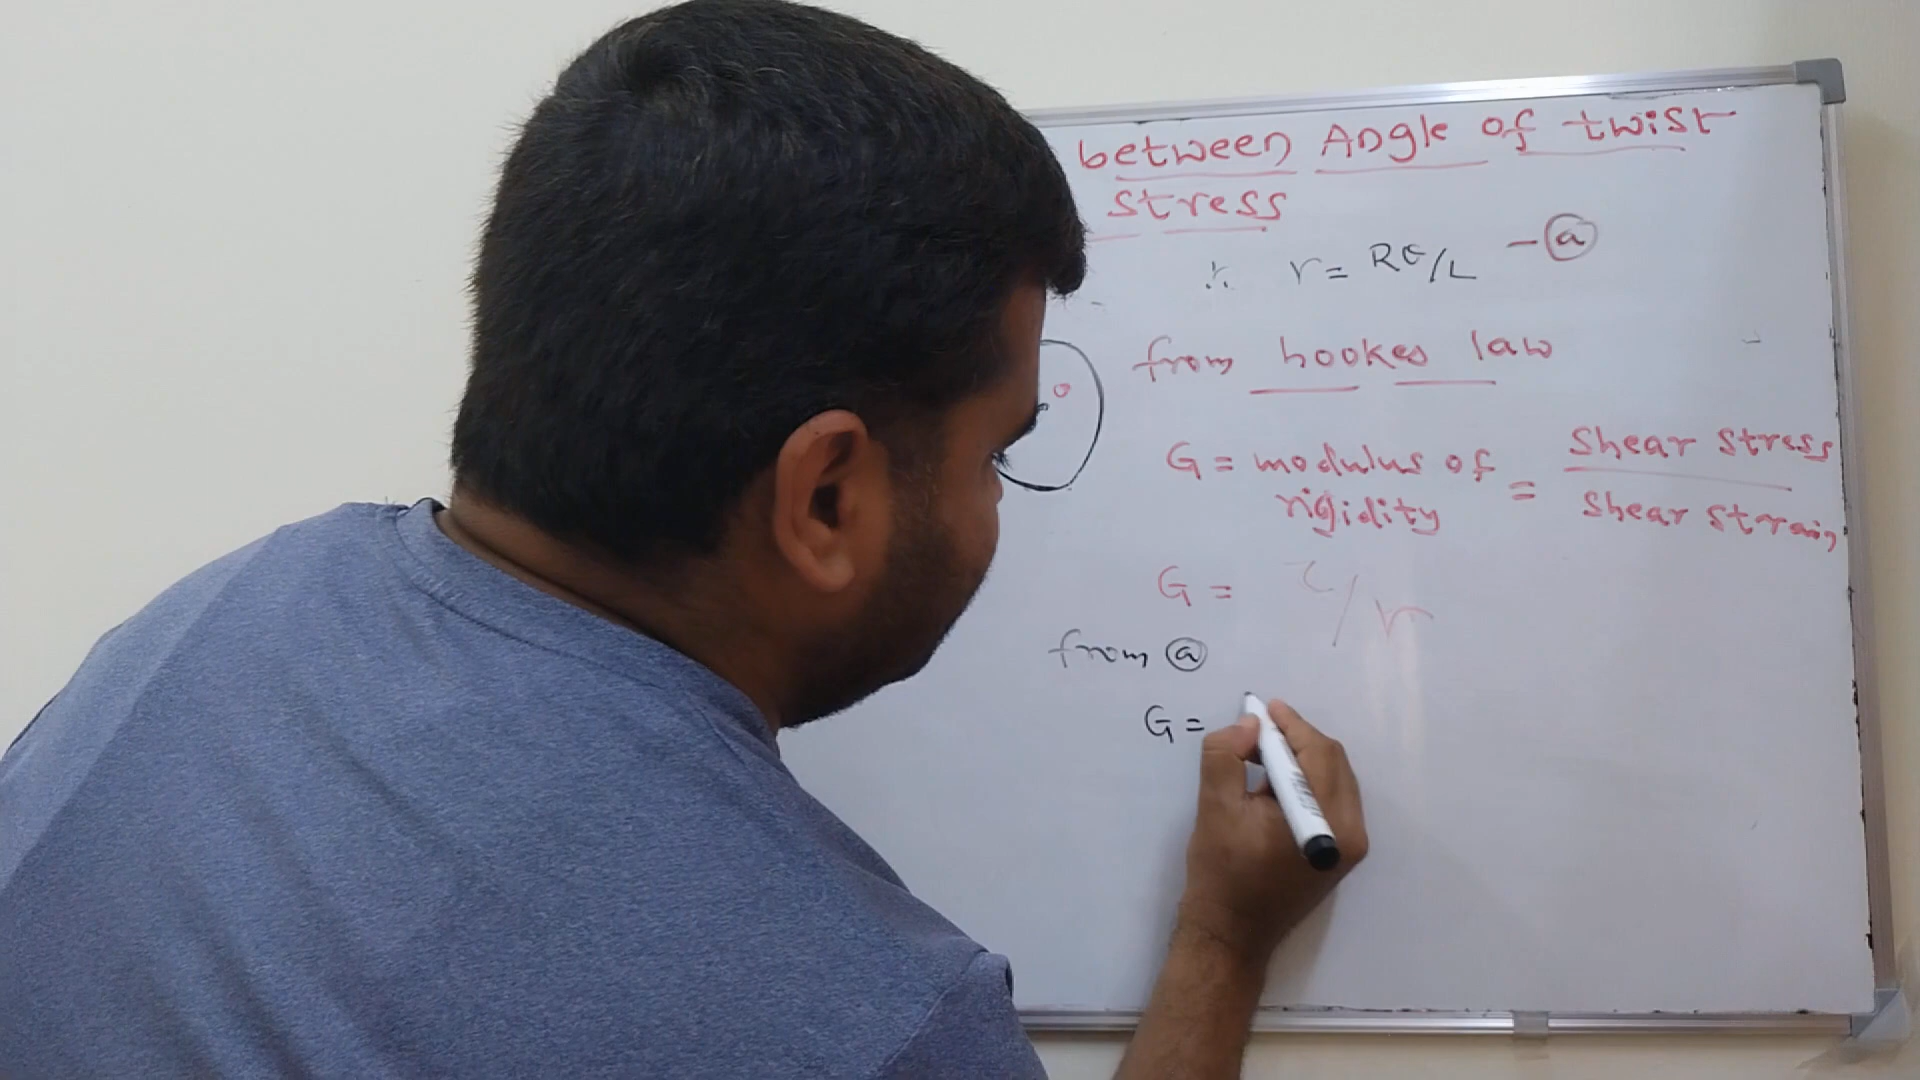 between Angle of twist
stress
∴ r = Rθ/L - ⓐ
from hookes law
G = modulus of rigidity = shear stress / shear strain
G = τ/r
from ⓐ
G =